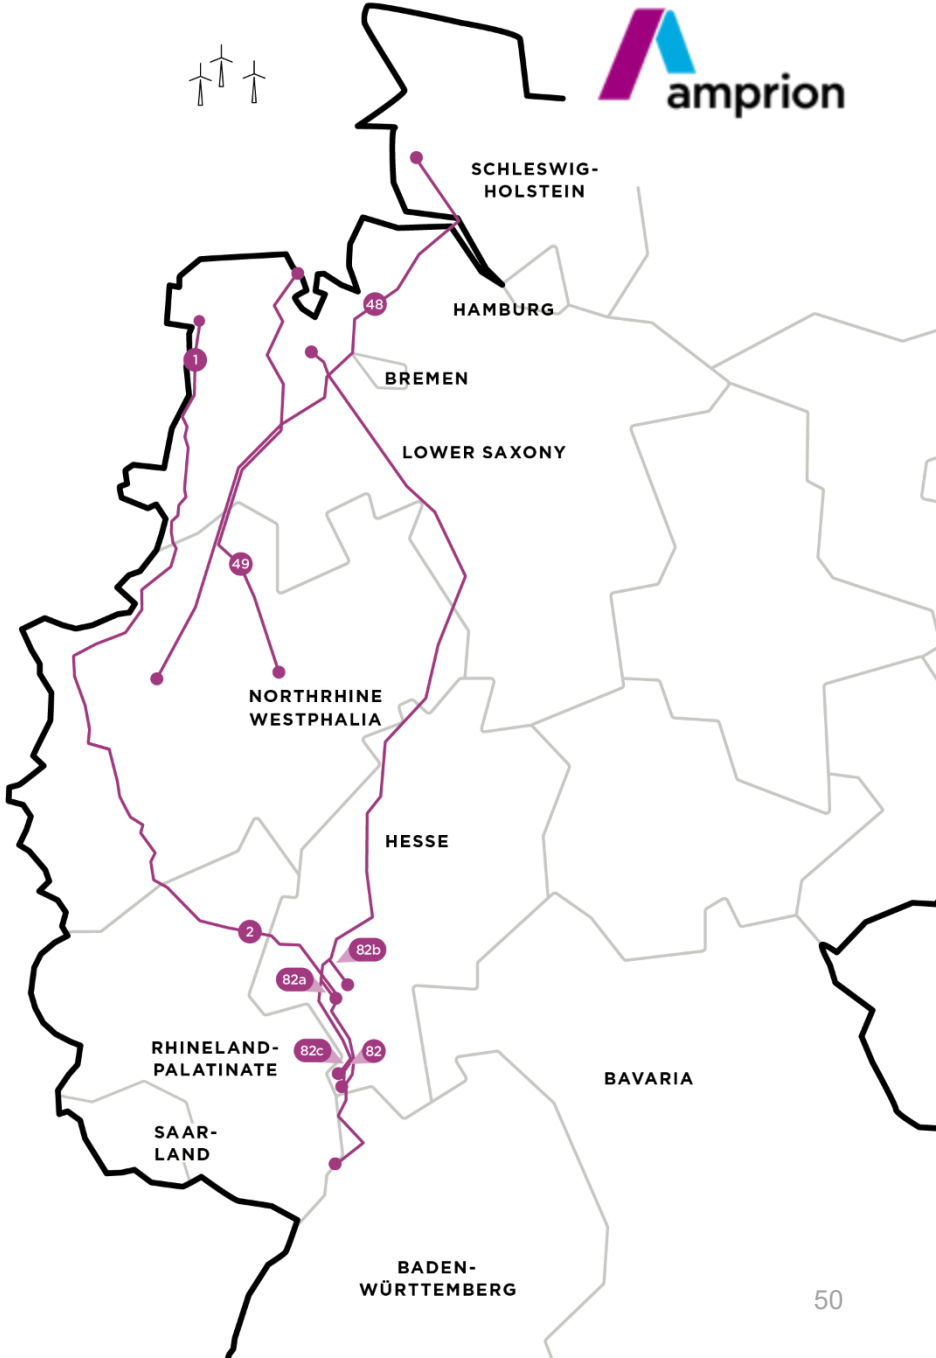 amprion
SCHLESWIG-
HOLSTEIN
48
HAMBURG
1
BREMEN
LOWER SAXONY
49
NORTHRHINE
WESTPHALIA
HESSE
2
82b
82a
82c
82
RHINELAND-
PALATINATE
BAVARIA
SAAR-
LAND
BADEN-
WÜRTTEMBERG
50